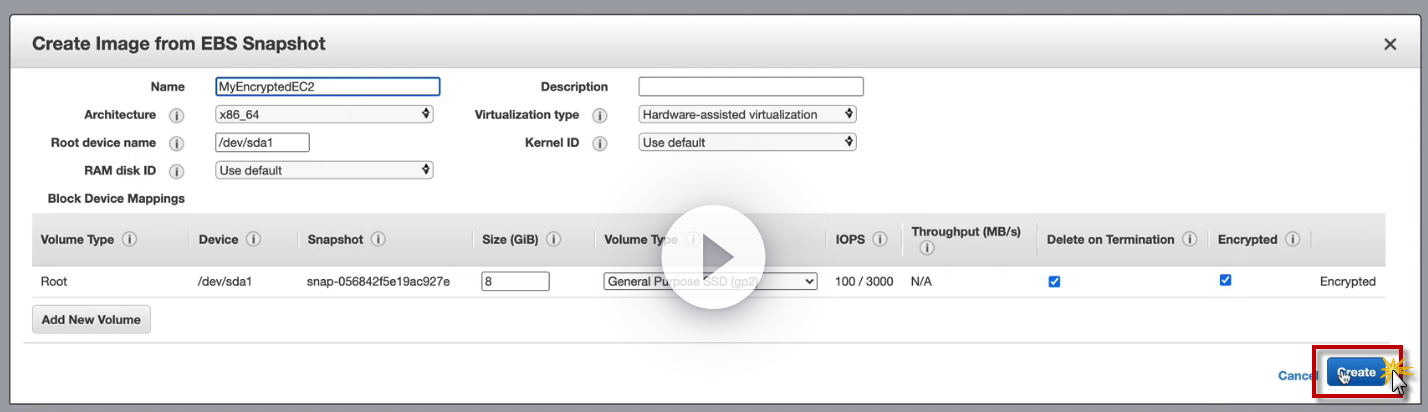 Create Image from EBS Snapshot
Name MyEncryptedEC2 Description
Architecture x86_64 Virtualization type Hardware-assisted virtualization
Root device name /dev/sda1 Kernel ID Use default
RAM disk ID Use default
Block Device Mappings
Volume Type Device Snapshot Size (GiB) Volume Type IOPS Throughput (MB/s) Delete on Termination Encrypted
Root /dev/sda1 snap-056842f5e19ac927e 8 General Purpose SSD (gp2) 100 / 3000 N/A Encrypted
Add New Volume
Cancel Create